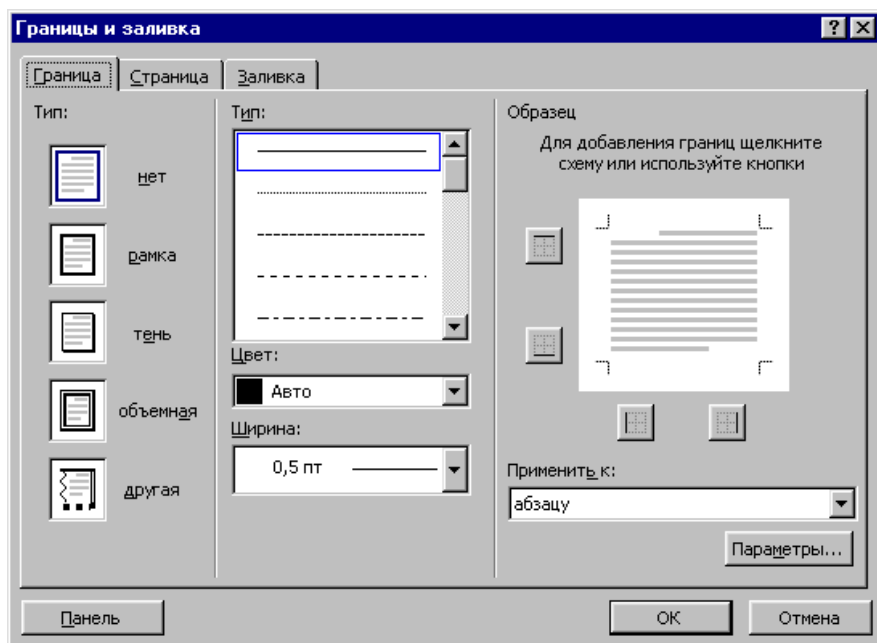 Границы и заливка
Граница
Страница
Заливка
Тип:
нет
рамка
тень
объемная
другая
Тип:
Цвет:
Авто
Ширина:
0,5 пт
Образец
Для добавления границ щелкните
схему или используйте кнопки
Применить к:
абзацу
Параметры...
Панель
ОК
Отмена